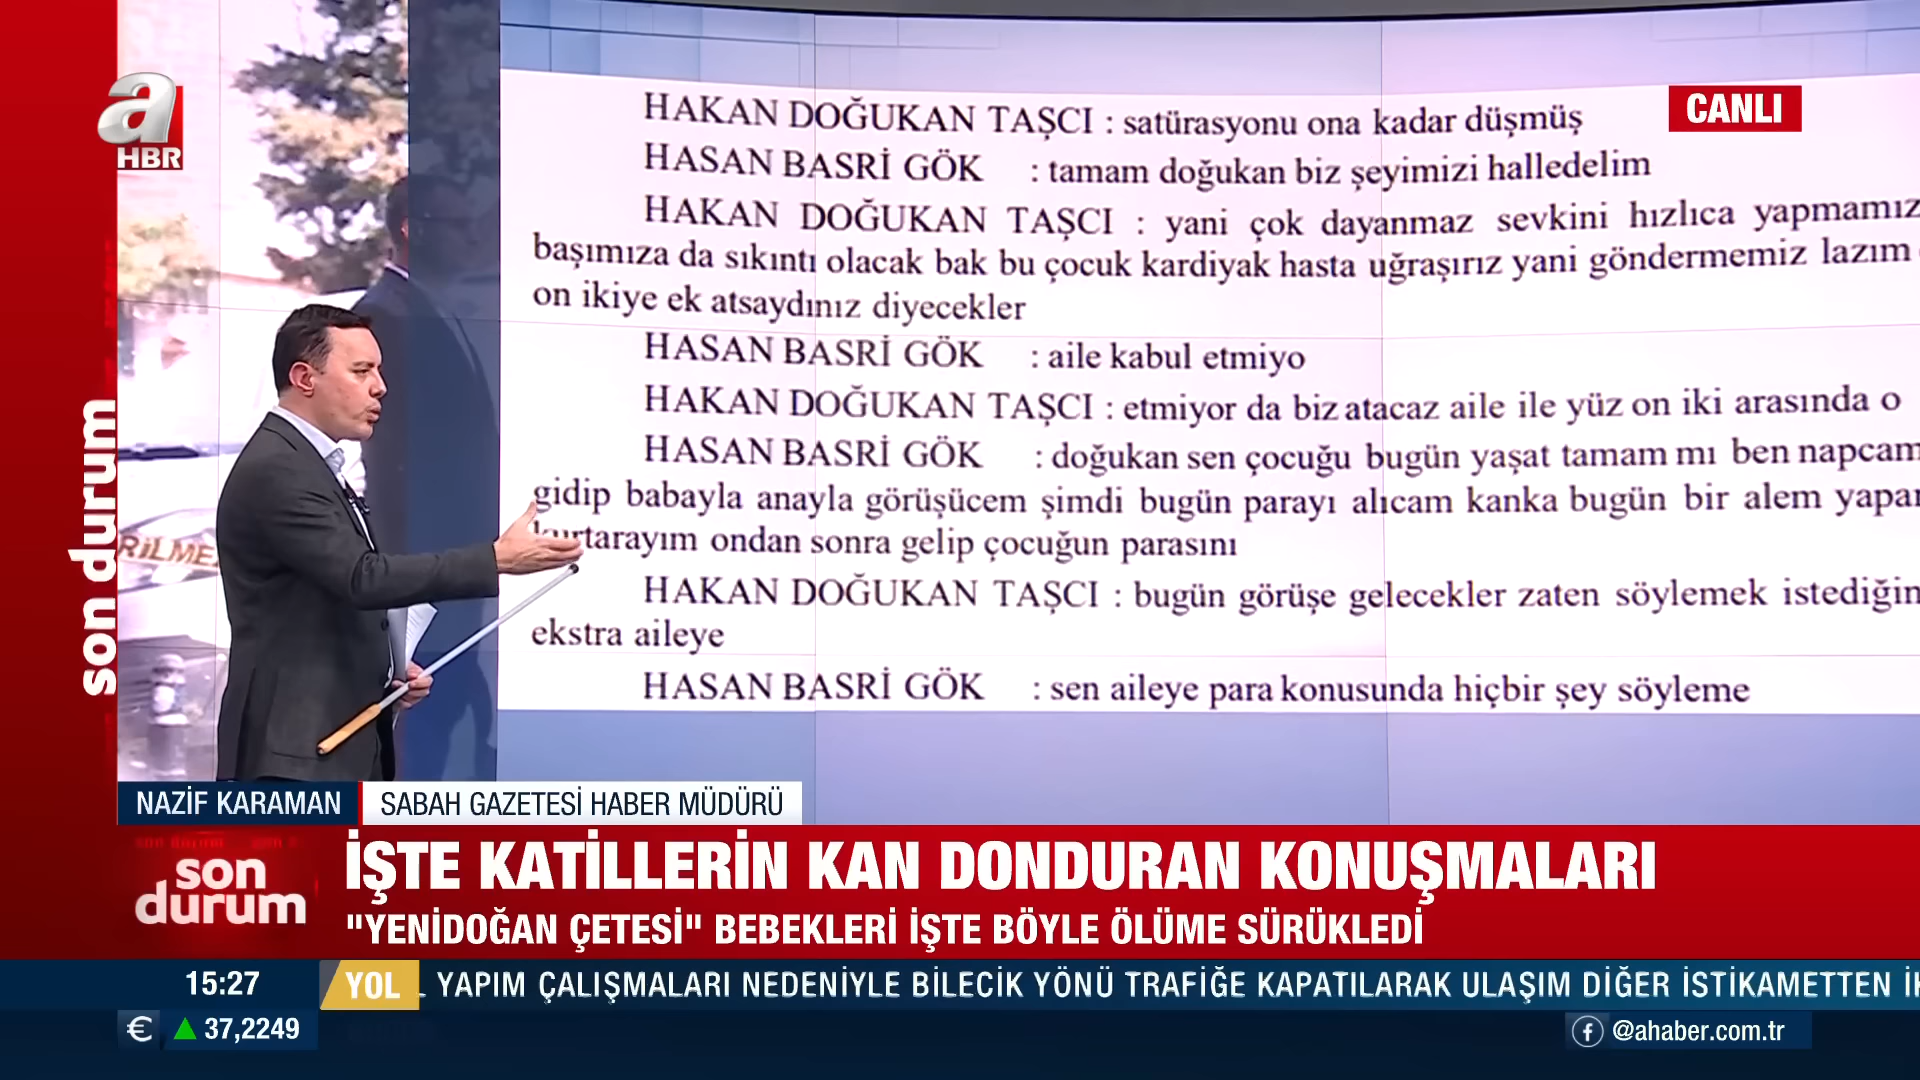 a
HBR
CANLI
HAKAN DOĞUKAN TAŞCI : satürasyonu ona kadar düşmüş
HASAN BASRİ GÖK : tamam doğukan biz şeyimizi halledelim
HAKAN DOĞUKAN TAŞCI : yani çok dayanmaz sevkini hızlıca yapmamız
başımıza da sıkıntı olacak bak bu çocuk kardiyak hasta uğraşırız yani göndermemiz lazım
on ikiye ek atsaydınız diyecekler
HASAN BASRİ GÖK : aile kabul etmiyo
HAKAN DOĞUKAN TAŞCI : etmiyor da biz atacaz aile ile yüz on iki arasında o
HASAN BASRİ GÖK : doğukan sen çocuğu bugün yaşat tamam mı ben napcam
gidip babayla anayla görüşücem şimdi bugün parayı alıcam kanka bugün bir alem
kurtarayım ondan sonra gelip çocuğun parasını
HAKAN DOĞUKAN TAŞCI : bugün görüşe gelecekler zaten söylemek istediğin
ekstra aileye
HASAN BASRİ GÖK : sen aileye para konusunda hiçbir şey söyleme
son durum
NAZİF KARAMAN
SABAH GAZETESİ HABER MÜDÜRÜ
son durum
İŞTE KATİLLERİN KAN DONDURAN KONUŞMALARI
"YENİDOĞAN ÇETESİ" BEBEKLERİ İŞTE BÖYLE ÖLÜME SÜRÜKLEDİ
15:27
YOL
YAPIM ÇALIŞMALARI NEDENİYLE BİLECİK YÖNÜ TRAFİĞE KAPATILARAK ULAŞIM DİĞER İSTİKAMETTEN
€ ▲ 37,2249
@ahaber.com.tr